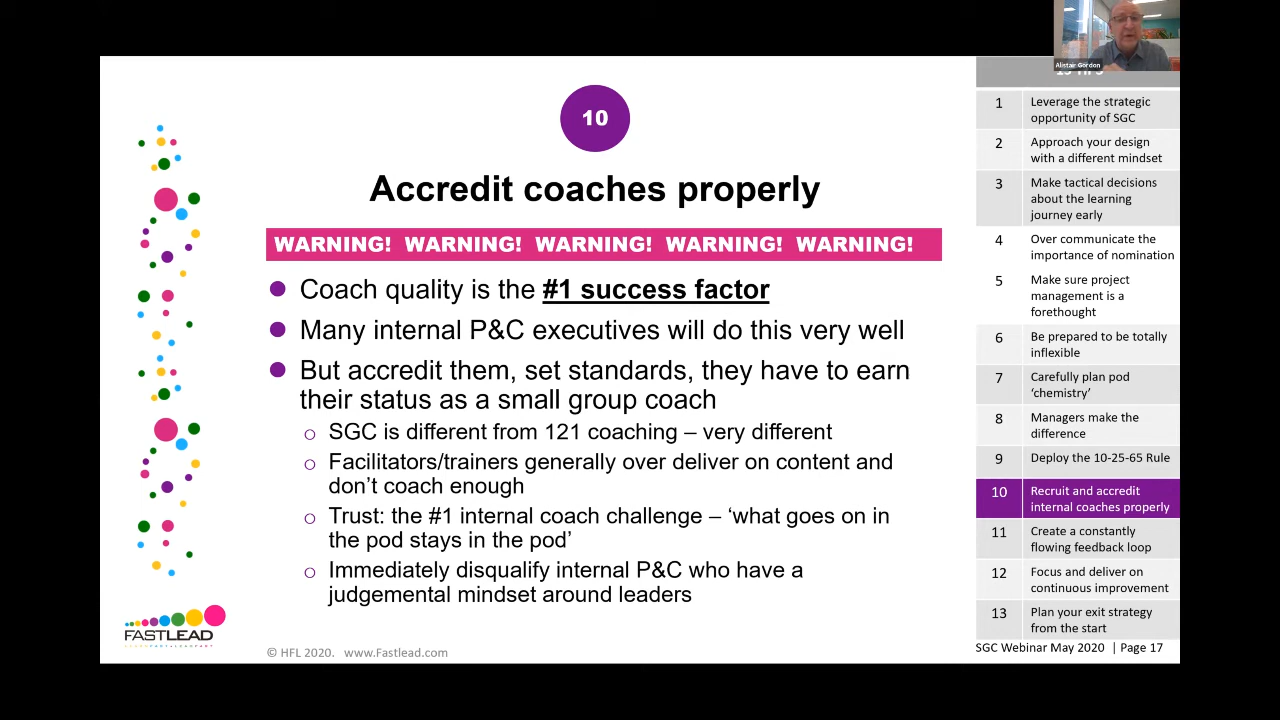 Alistair Gordon
10
Accredit coaches properly
WARNING! WARNING! WARNING! WARNING! WARNING!
Coach quality is the #1 success factor
Many internal P&C executives will do this very well
But accredit them, set standards, they have to earn
their status as a small group coach
SGC is different from 121 coaching – very different
Facilitators/trainers generally over deliver on content and
don't coach enough
Trust: the #1 internal coach challenge – 'what goes on in
the pod stays in the pod'
Immediately disqualify internal P&C who have a
judgemental mindset around leaders
FASTLEAD
© HFL 2020. www.Fastlead.com
1 Leverage the strategic
opportunity of SGC
2 Approach your design
with a different mindset
3 Make tactical decisions
about the learning
journey early
4 Over communicate the
importance of nomination
5 Make sure project
management is a
forethought
6 Be prepared to be totally
inflexible
7 Carefully plan pod
'chemistry'
8 Managers make the
difference
9 Deploy the 10-25-65 Rule
10 Recruit and accredit
internal coaches properly
11 Create a constantly
flowing feedback loop
12 Focus and deliver on
continuous improvement
13 Plan your exit strategy
from the start
SGC Webinar May 2020 | Page 17